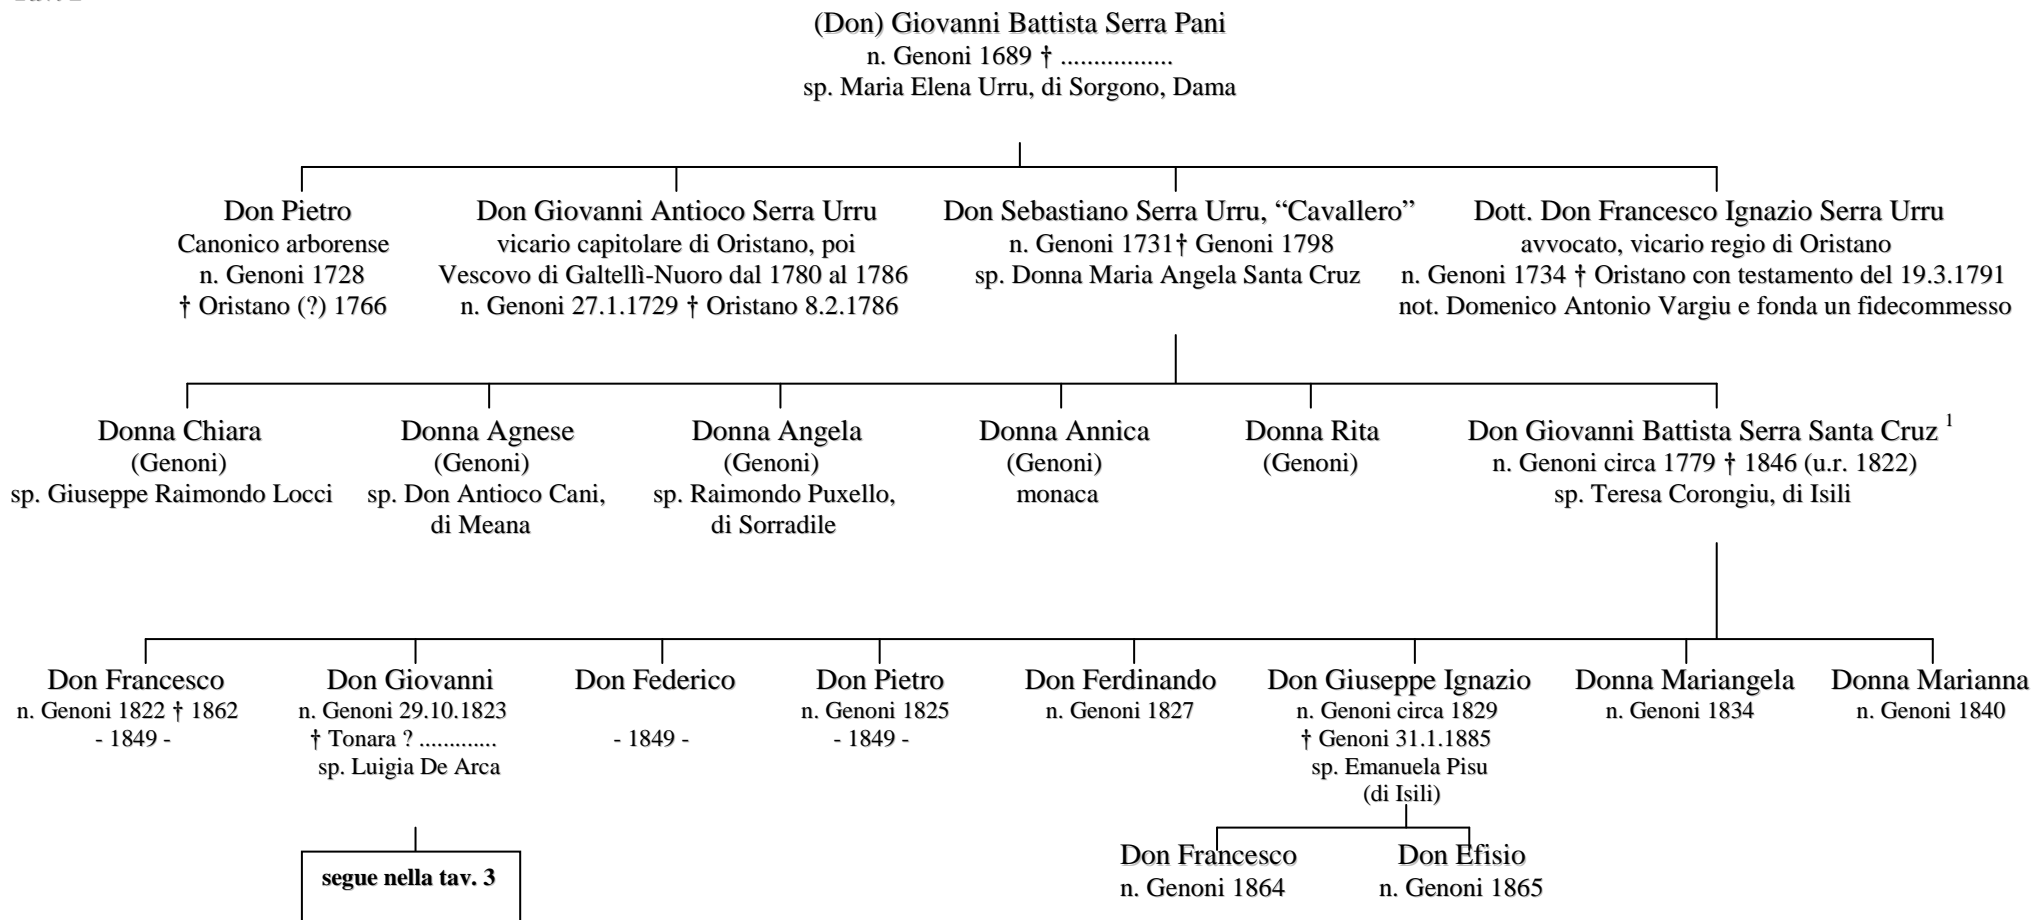 (Don) Giovanni Battista Serra Pani
n. Genoni 1689 † .................
sp. Maria Elena Urru, di Sorgono, Dama
Don Pietro
Canonico arborense
n. Genoni 1728
† Oristano (?) 1766
Don Giovanni Antioco Serra Urru
vicario capitolare di Oristano, poi
Vescovo di Galtellì-Nuoro dal 1780 al 1786
n. Genoni 27.1.1729 † Oristano 8.2.1786
Don Sebastiano Serra Urru, “Cavallero”
n. Genoni 1731† Genoni 1798
sp. Donna Maria Angela Santa Cruz
Dott. Don Francesco Ignazio Serra Urru
avvocato, vicario regio di Oristano
n. Genoni 1734 † Oristano con testamento del 19.3.1791
not. Domenico Antonio Vargiu e fonda un fidecommesso
Donna Chiara
(Genoni)
sp. Giuseppe Raimondo Locci
Donna Agnese
(Genoni)
sp. Don Antioco Cani,
di Meana
Donna Angela
(Genoni)
sp. Raimondo Puxello,
di Sorradile
Donna Annica
(Genoni)
monaca
Donna Rita
(Genoni)
Don Giovanni Battista Serra Santa Cruz 1
n. Genoni circa 1779 † 1846 (u.r. 1822)
sp. Teresa Corongiu, di Isili
Don Francesco
n. Genoni 1822 † 1862
- 1849 -
Don Giovanni
n. Genoni 29.10.1823
† Tonara ? .............
sp. Luigia De Arca
Don Federico
- 1849 -
Don Pietro
n. Genoni 1825
- 1849 -
Don Ferdinando
n. Genoni 1827
Don Giuseppe Ignazio
n. Genoni circa 1829
† Genoni 31.1.1885
sp. Emanuela Pisu
(di Isili)
Donna Mariangela
n. Genoni 1834
Donna Marianna
n. Genoni 1840
segue nella tav. 3
Don Francesco
n. Genoni 1864
Don Efisio
n. Genoni 1865